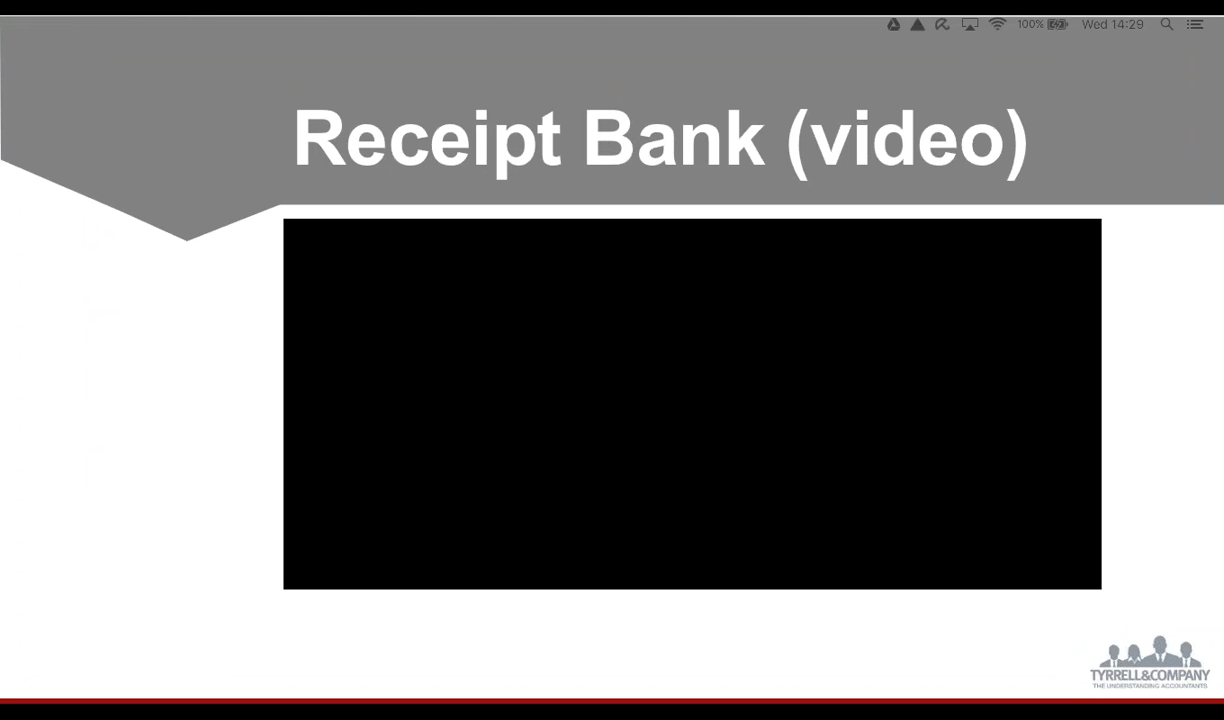 100% Wed 14:29
Receipt Bank (video)
TYRRELL&COMPANY
THE UNDERSTANDING ACCOUNTANTS